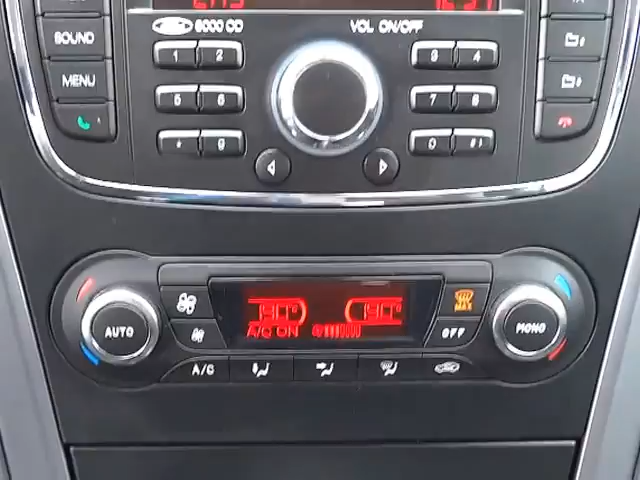 SOUND
MENU
6000 CD
VOL ON/OFF
1 2
3 4
5 6
7 8
* 9
0 #
AUTO
A/C ON
MAX
OFF
MONO
A/C